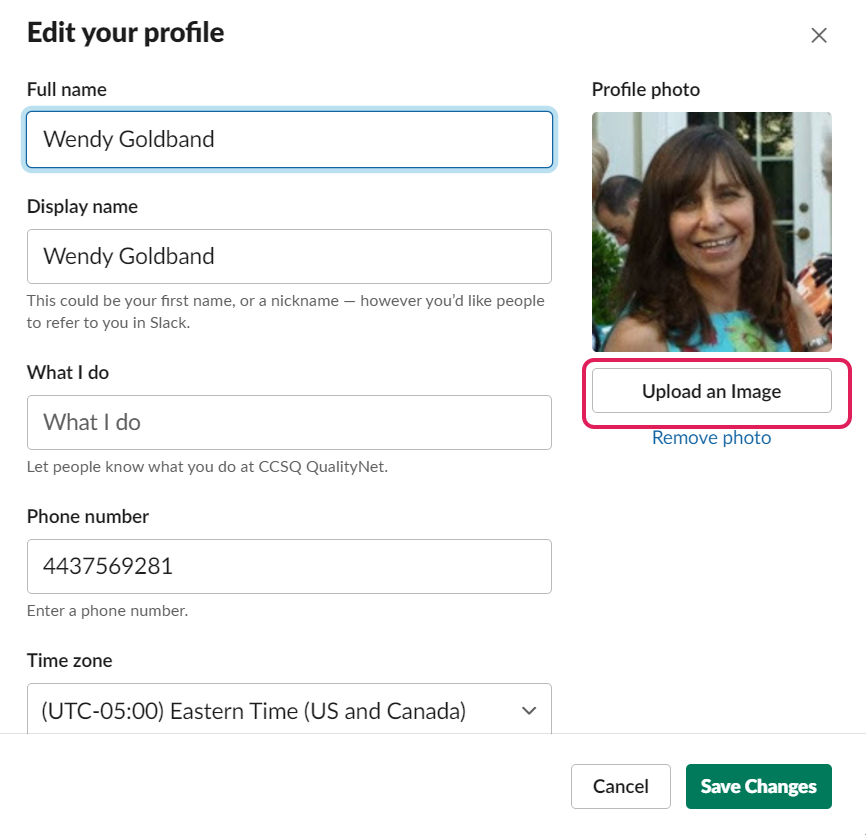 Edit your profile
Full name
Wendy Goldband
Display name
Wendy Goldband
This could be your first name, or a nickname — however you’d like people
to refer to you in Slack.
What I do
What I do
Let people know what you do at CCSQ QualityNet.
Phone number
4437569281
Enter a phone number.
Time zone
(UTC-05:00) Eastern Time (US and Canada)
Profile photo
Upload an Image
Remove photo
Cancel
Save Changes